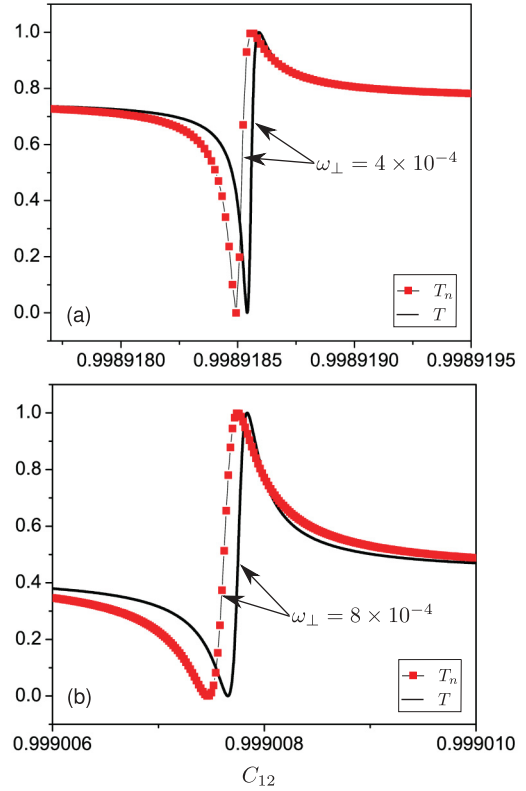 1.0
0.8
0.6
0.4
0.2
0.0
ω⊥ = 4 × 10⁻⁴
(a)
Tₙ
T
0.9989180 0.9989185 0.9989190 0.9989195
1.0
0.8
0.6
0.4
0.2
0.0
ω⊥ = 8 × 10⁻⁴
(b)
Tₙ
T
0.999006 0.999008 0.999010
C₁₂